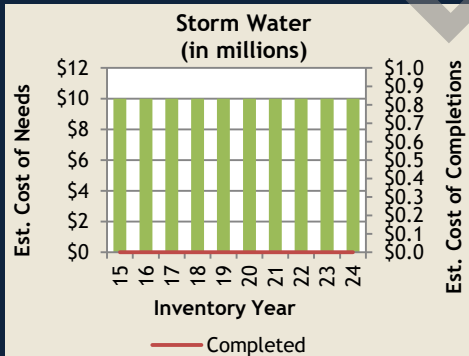 Storm Water
(in millions)
Est. Cost of Needs
$12
$10
$8
$6
$4
$2
$0
$1.0
$0.9
$0.8
$0.7
$0.6
$0.5
$0.4
$0.3
$0.2
$0.1
$0.0
Est. Cost of Completions
15 16 17 18 19 20 21 22 23 24
Inventory Year
Completed